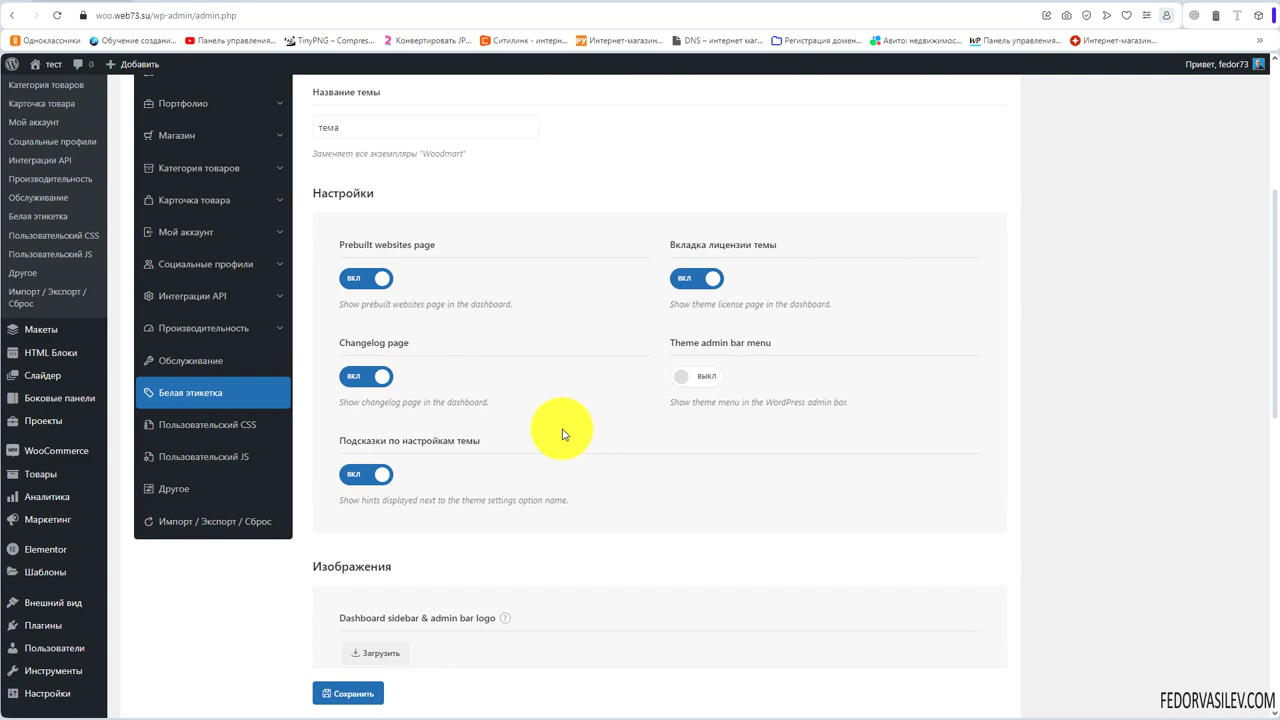 woo.web73.su/wp-admin/admin.php
Одноклассники
Обучение создани...
Панель управления...
TinyPNG – Compres...
Конвертировать JP...
Ситилинк - интерн...
Интернет-магазин...
DNS – интернет маг...
Регистрация домен...
Авито: недвижимос...
Панель управления...
Интернет-магазин...
тест
0
Добавить
Привет, fedor73
Категория товаров
Карточка товара
Мой аккаунт
Социальные профили
Интеграции API
Производительность
Обслуживание
Белая этикетка
Пользовательский CSS
Пользовательский JS
Другое
Импорт / Экспорт /
Сброс
Макеты
HTML Блоки
Слайдер
Боковые панели
Проекты
WooCommerce
Товары
Аналитика
Маркетинг
Elementor
Шаблоны
Внешний вид
Плагины
Пользователи
Инструменты
Настройки
Портфолио
Магазин
Категория товаров
Карточка товара
Мой аккаунт
Социальные профили
Интеграции API
Производительность
Обслуживание
Белая этикетка
Пользовательский CSS
Пользовательский JS
Другое
Импорт / Экспорт / Сброс
Название темы
тема
Заменяет все экземпляры "Woodmart"
Настройки
Prebuilt websites page
ВКЛ
Show prebuilt websites page in the dashboard.
Вкладка лицензии темы
ВКЛ
Show theme license page in the dashboard.
Changelog page
ВКЛ
Show changelog page in the dashboard.
Theme admin bar menu
ВЫКЛ
Show theme menu in the WordPress admin bar.
Подсказки по настройкам темы
ВКЛ
Show hints displayed next to the theme settings option name.
Изображения
Dashboard sidebar & admin bar logo ?
Загрузить
Сохранить
FEDORVASILEV.COM